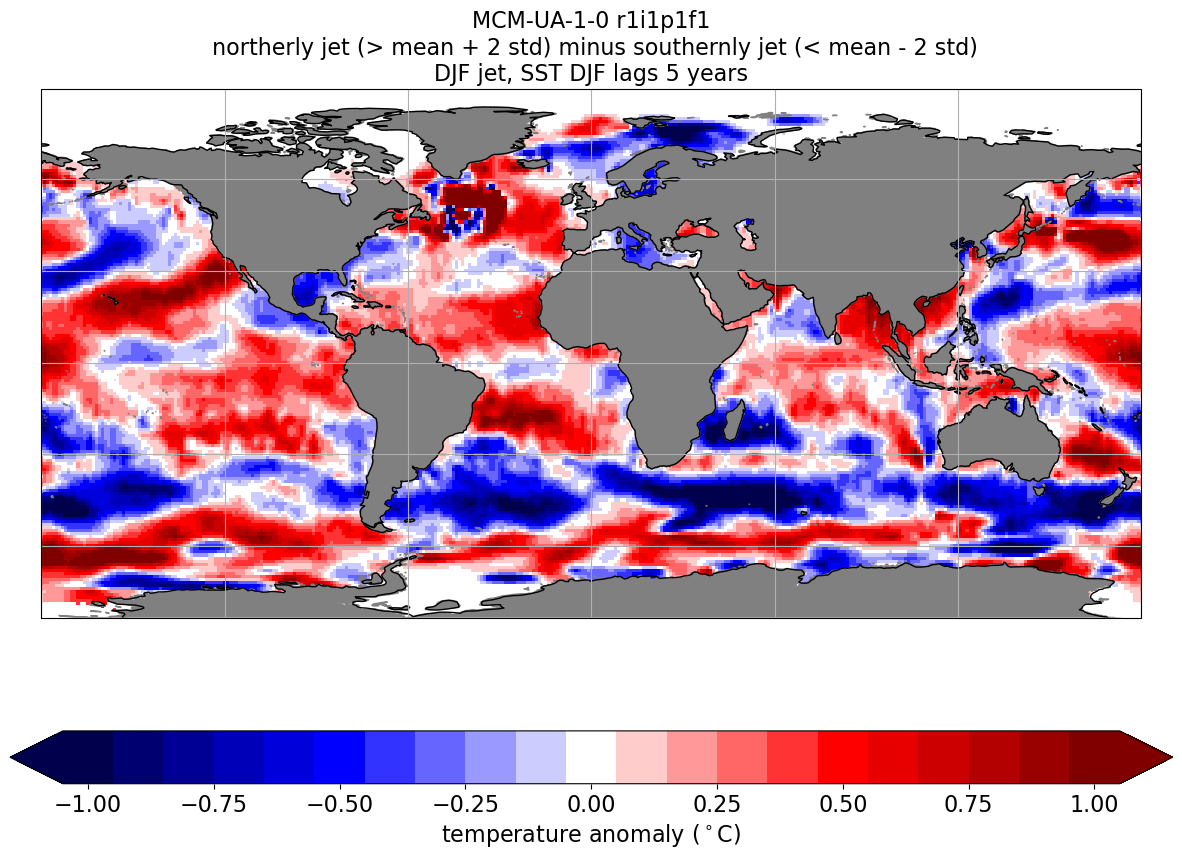 MCM-UA-1-0 r1i1p1f1
northerly jet (> mean + 2 std) minus southernly jet (< mean - 2 std)
DJF jet, SST DJF lags 5 years
−1.00 −0.75 −0.50 −0.25 0.00 0.25 0.50 0.75 1.00
temperature anomaly (°C)